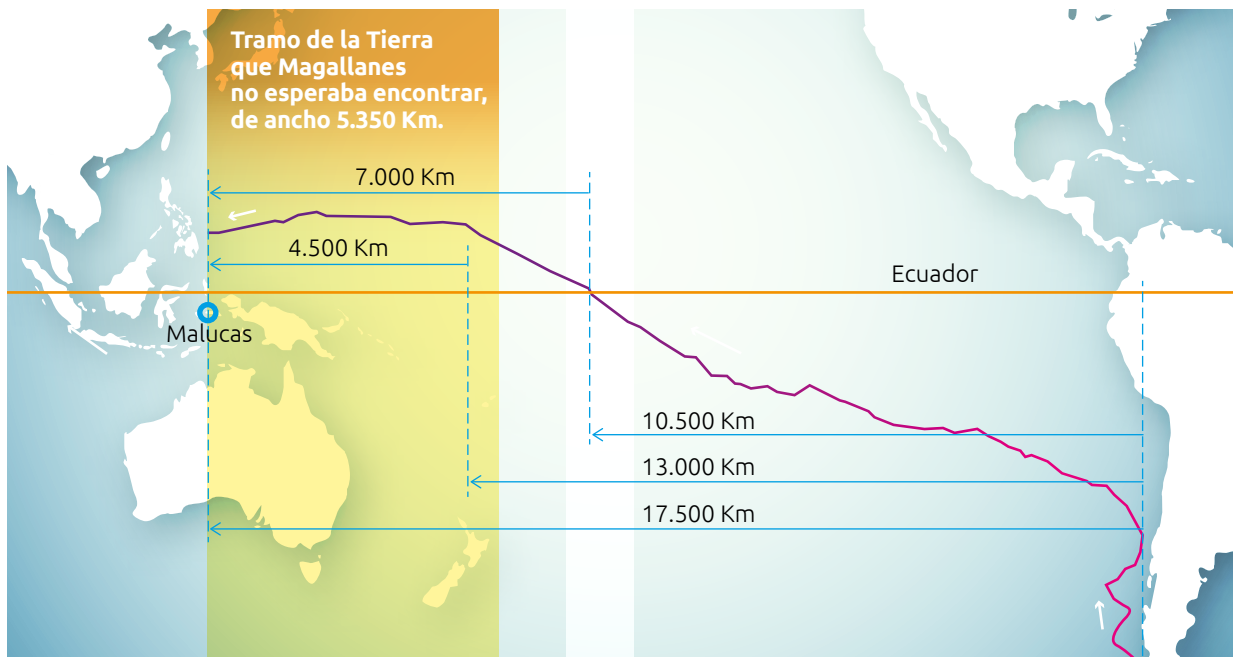 Tramo de la Tierra
que Magallanes
no esperaba encontrar,
de ancho 5.350 Km.
7.000 Km
4.500 Km
Ecuador
Malucas
10.500 Km
13.000 Km
17.500 Km